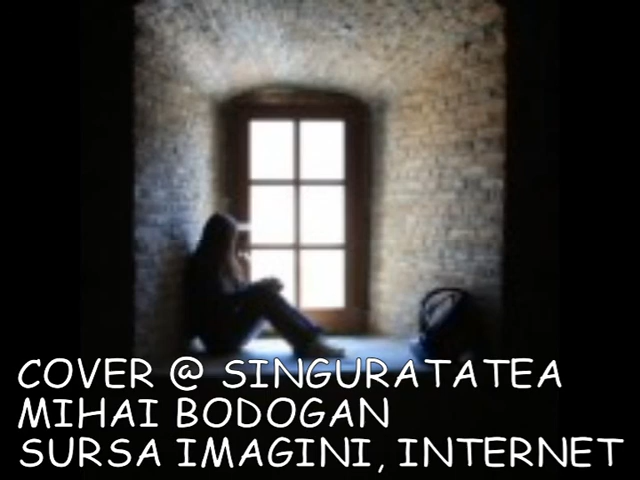 COVER @ SINGURATATEA
MIHAI BODOGAN
SURSA IMAGINI, INTERNET